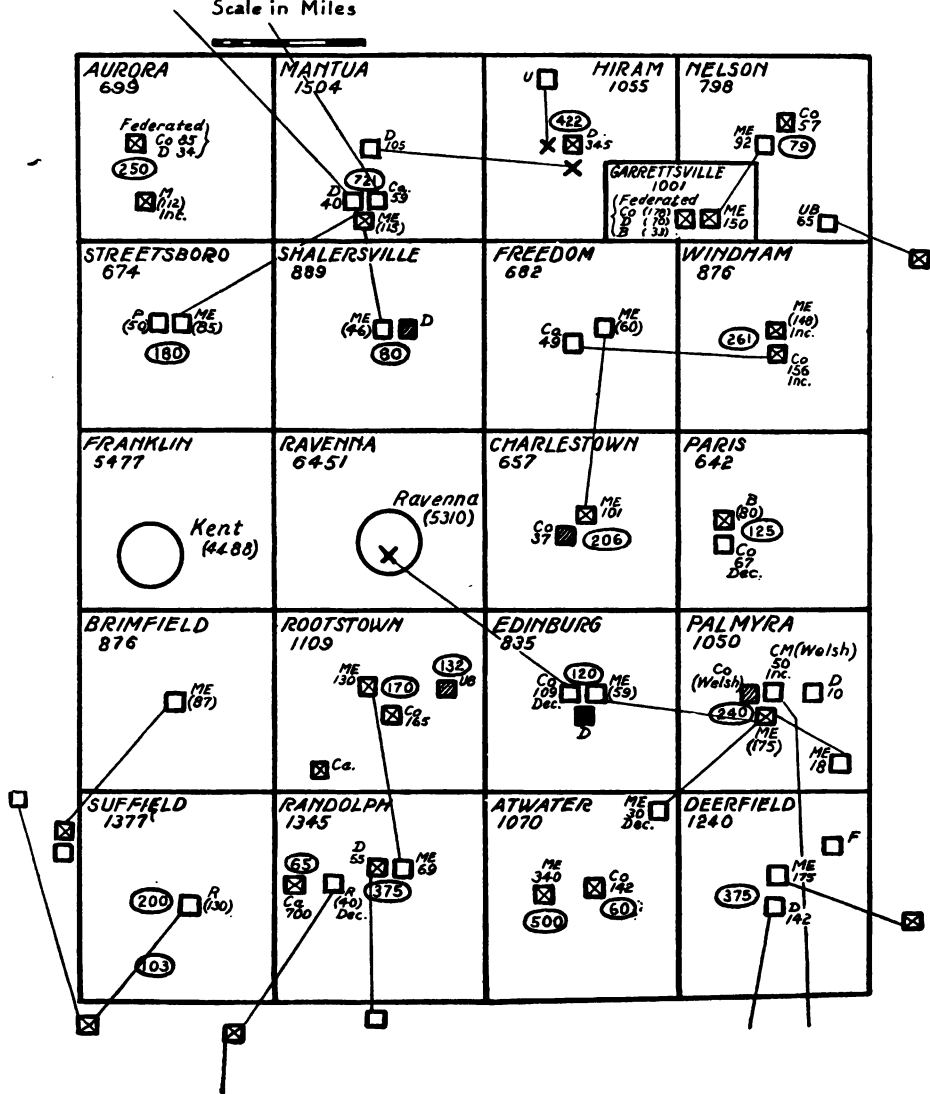 Scale in Miles
AURORA
699
Federated
Co 85
D 34
250
M
(112)
Int.
MANTUA
1504
D
105
721
D
40
Ca.
59
ME
(113)
HIRAM
1055
U
422
D.
345
NELSON
798
Co
57
ME
92
79
UB
65
GARRETTSVILLE
1001
Federated
Co (178)
D (70)
B (33)
ME
150
STREETSBORO
674
P
(50)
ME
(85)
180
SHALERSVILLE
889
ME
(46)
D
80
FREEDOM
682
Co
49
ME
(60)
WINDHAM
876
261
ME
(148)
Inc.
Co
156
Inc.
FRANKLIN
5477
Kent
(4488)
RAVENNA
6451
Ravenna
(5310)
CHARLESTOWN
657
ME
101
Co
37
206
PARIS
642
B
(80)
125
Co
67
Dec.
BRIMFIELD
876
ME
(87)
ROOTSTOWN
1109
ME
130
170
132
UB
Co
165
Ca.
EDINBURG
835
120
Co
109
Dec.
ME
(59)
D
PALMYRA
1050
CM(Welsh)
50
Inc.
Co
(Welsh)
D
10
240
ME
(175)
ME
18
SUFFIELD
1377
200
R
(130)
103
RANDOLPH
1345
65
Ca
700
R
(40)
Dec.
D
55
ME
69
375
ATWATER
1070
ME
30
Dec.
ME
340
500
Co
142
60
DEERFIELD
1240
F
ME
175
375
D
142